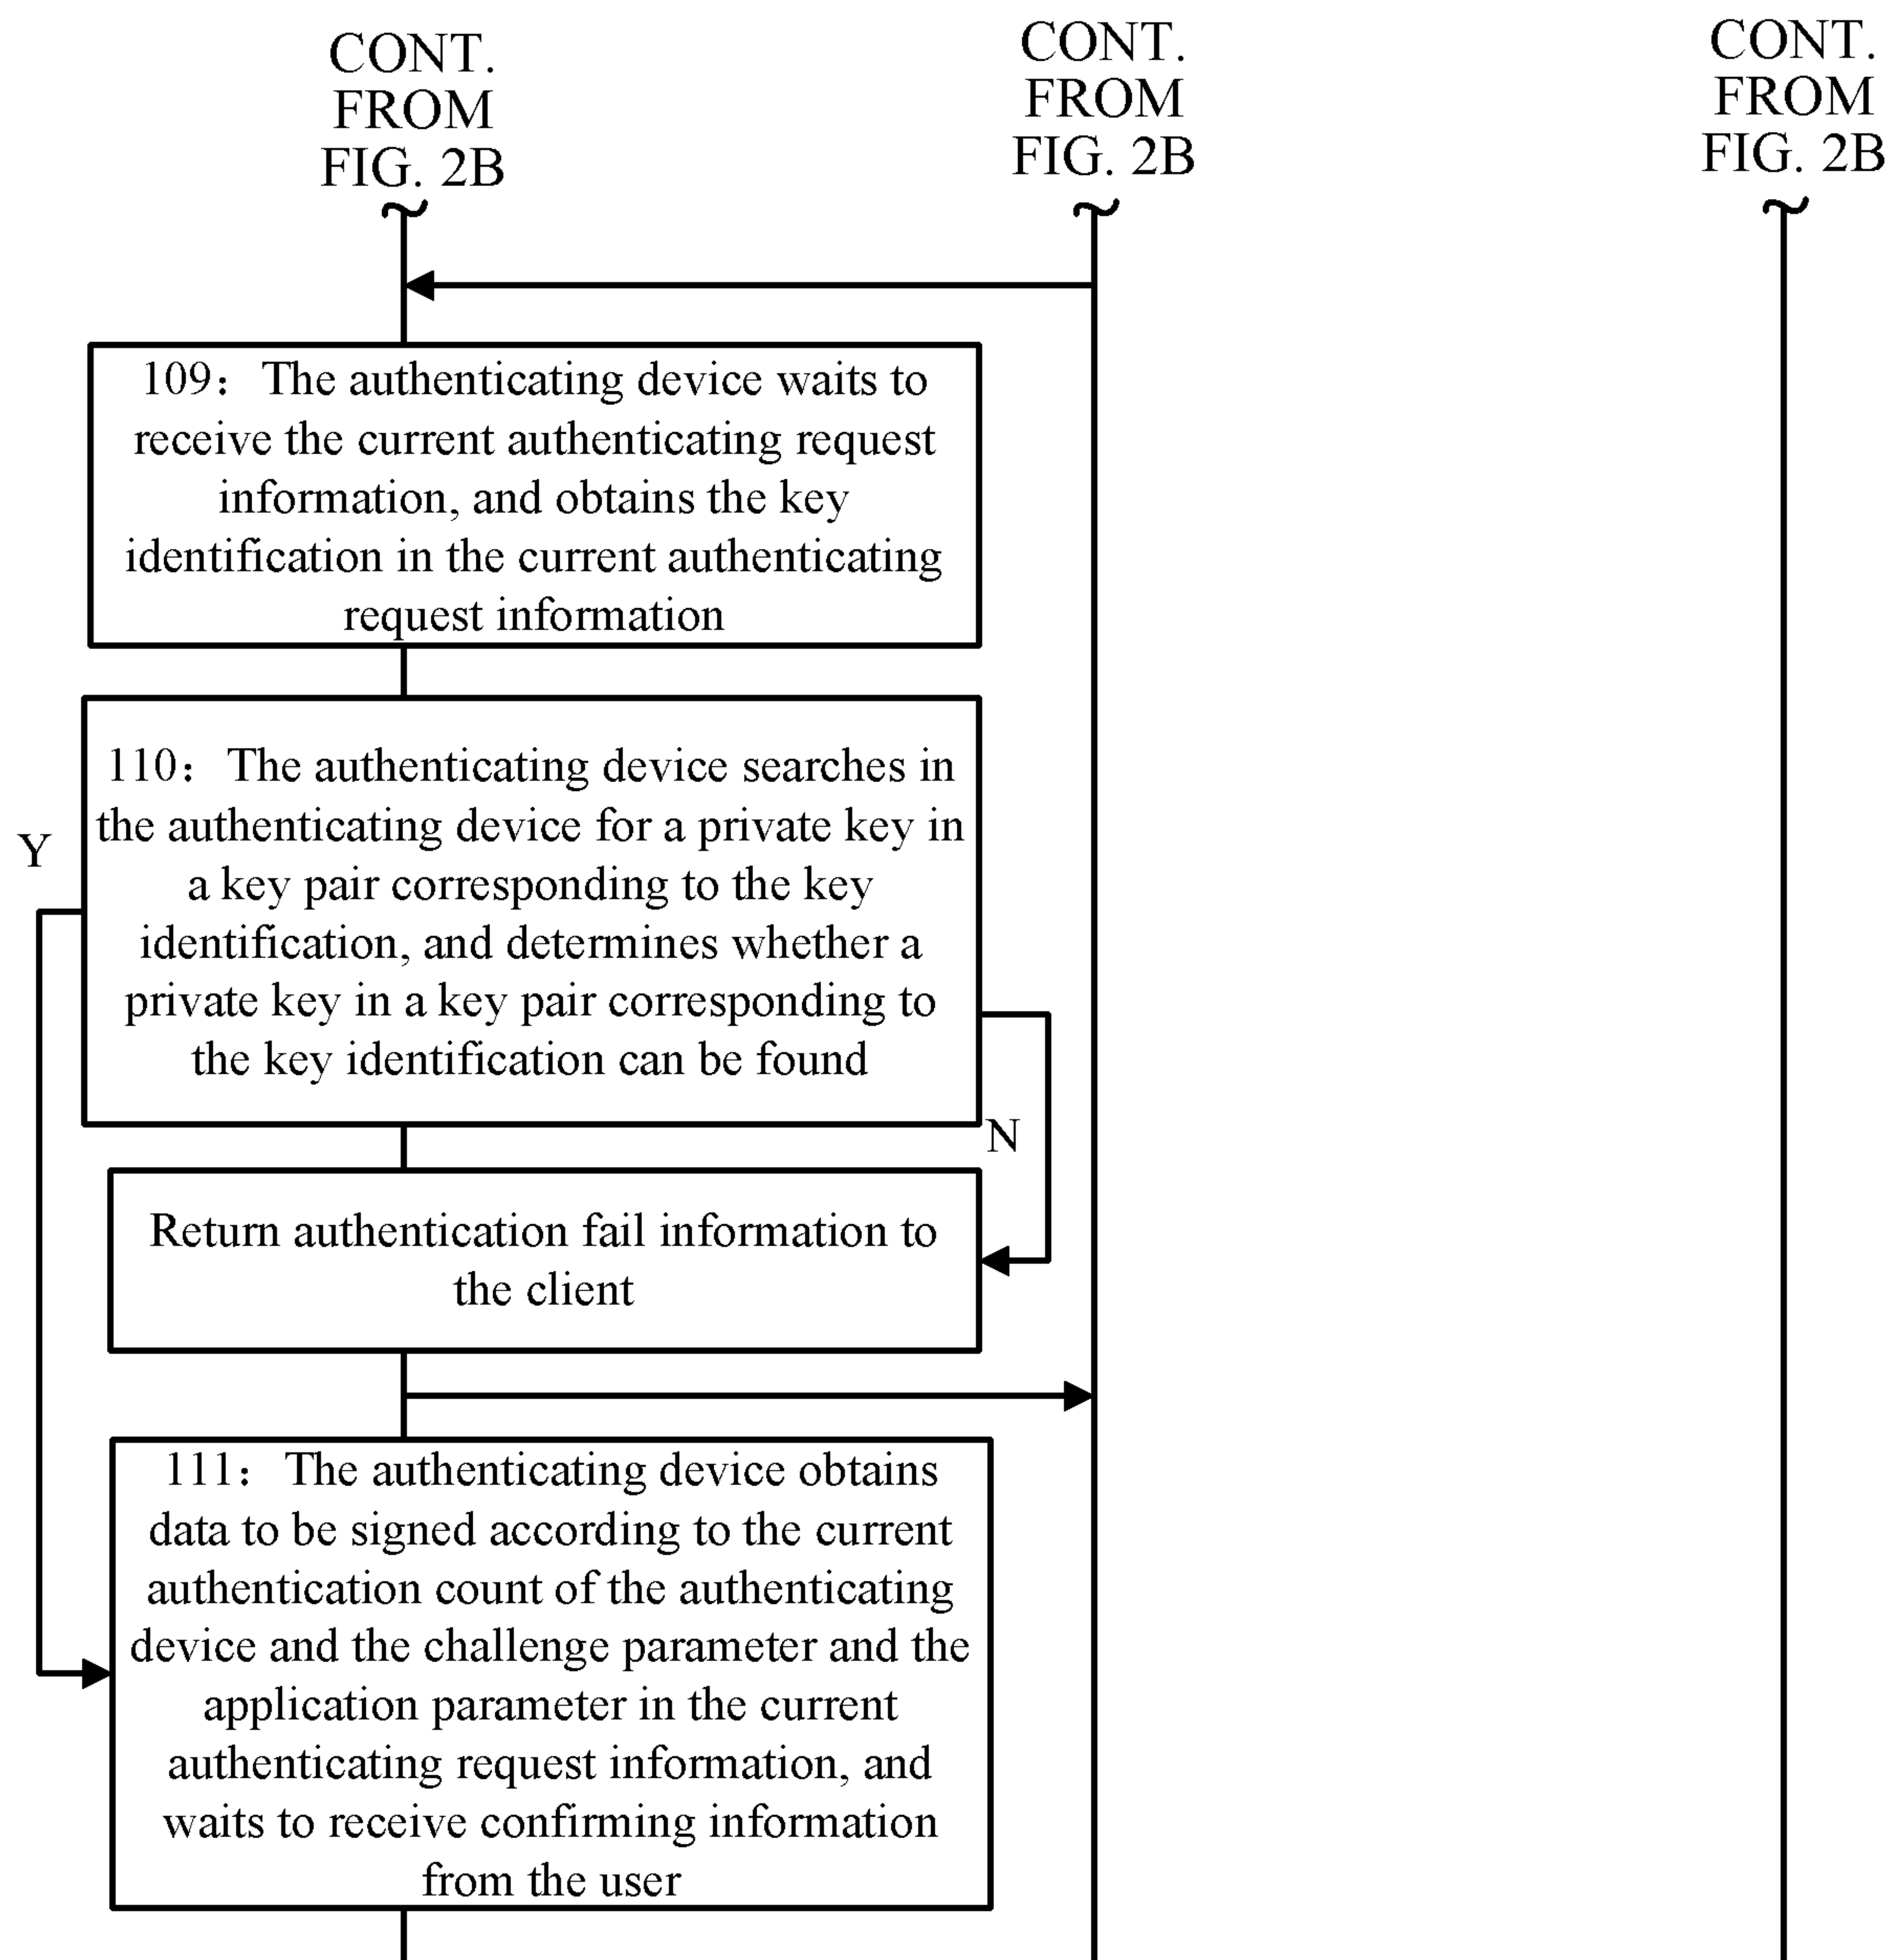 CONT.
FROM
FIG. 2B
CONT.
FROM
FIG. 2B
CONT.
FROM
FIG. 2B
109：The authenticating device waits to
receive the current authenticating request
information, and obtains the key
identification in the current authenticating
request information
110：The authenticating device searches in
the authenticating device for a private key in
a key pair corresponding to the key
identification, and determines whether a
private key in a key pair corresponding to
the key identification can be found
Y
N
Return authentication fail information to
the client
111：The authenticating device obtains
data to be signed according to the current
authentication count of the authenticating
device and the challenge parameter and the
application parameter in the current
authenticating request information, and
waits to receive confirming information
from the user